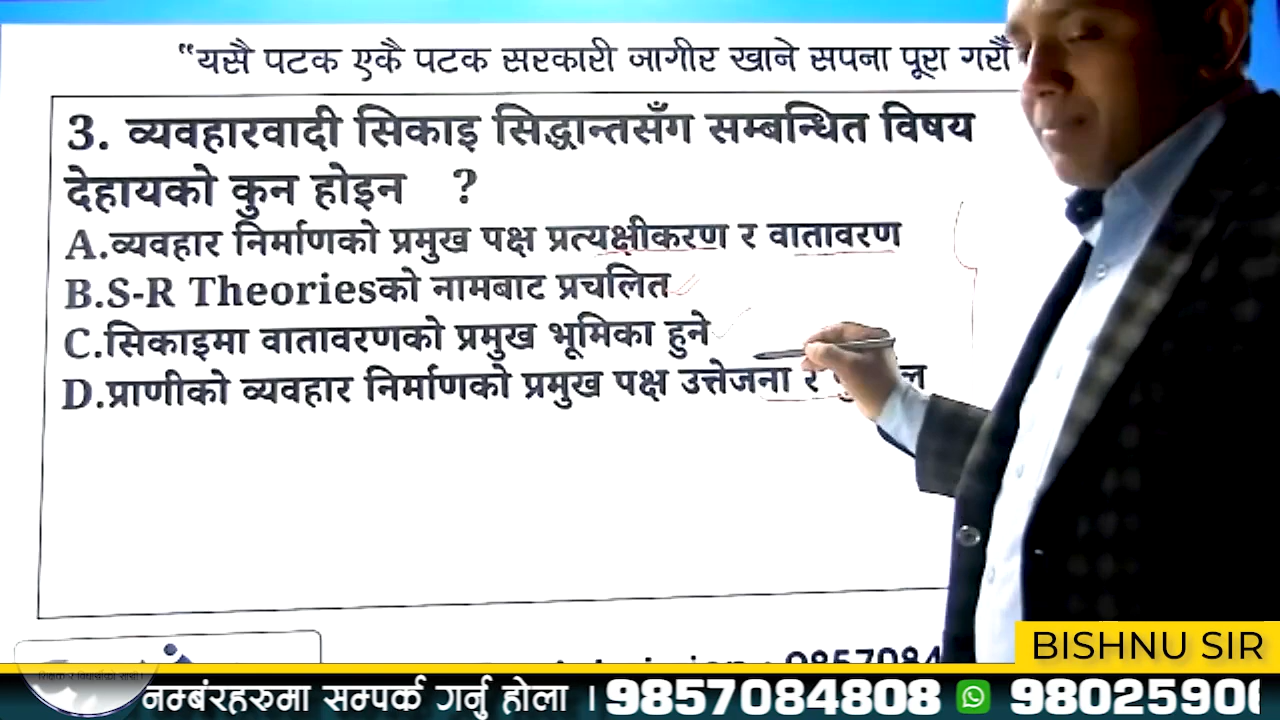 “यसै पटक एकै पटक सरकारी जागीर खाने सपना पूरा गरौँ
3. व्यवहारवादी सिकाइ सिद्धान्तसँग सम्बन्धित विषय
देहायको कुन होइन ?
A.व्यवहार निर्माणको प्रमुख पक्ष प्रत्यक्षीकरण र वातावरण
B.S-R Theoriesको नामबाट प्रचलित
C.सिकाइमा वातावरणको प्रमुख भूमिका हुने
D.प्राणीको व्यवहार निर्माणको प्रमुख पक्ष उत्तेजना र
BISHNU SIR
नम्बंरहरुमा सम्पर्क गर्नु होला । 9857084808 98025906